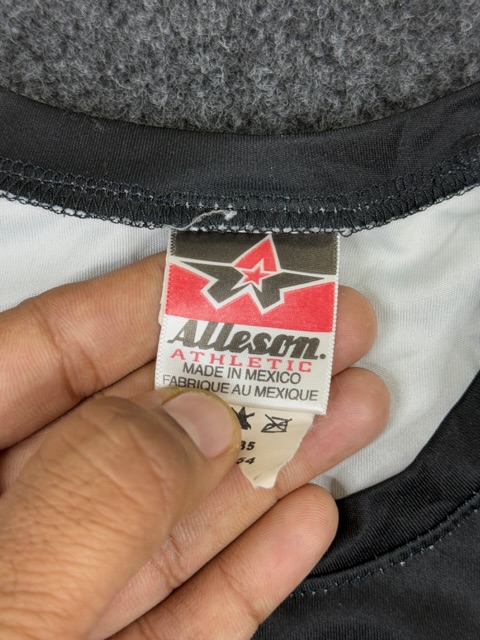 Alleson.
ATHLETIC
MADE IN MEXICO
FABRIQUE AU MEXIQUE